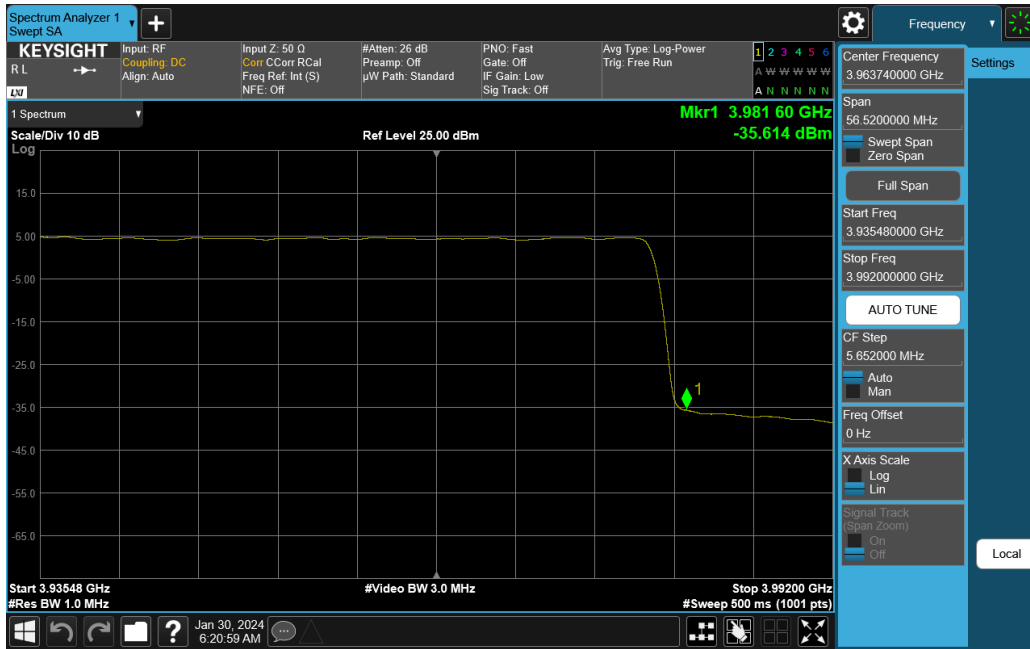 Spectrum Analyzer 1
Swept SA
Frequency
KEYSIGHT
R L
LXI
Input: RF
Coupling: DC
Align: Auto
Input Z: 50 Ω
Corr CCorr RCal
Freq Ref: Int (S)
NFE: Off
#Atten: 26 dB
Preamp: Off
µW Path: Standard
PNO: Fast
Gate: Off
IF Gain: Low
Sig Track: Off
Avg Type: Log-Power
Trig: Free Run
1 2 3 4 5 6
A W W W W W
A N N N N N
1 Spectrum
Scale/Div 10 dB
Log
Ref Level 25.00 dBm
Mkr1 3.981 60 GHz
-35.614 dBm
15.0
5.00
-5.00
-15.0
-25.0
-35.0
-45.0
-55.0
-65.0
1
Start 3.93548 GHz
#Res BW 1.0 MHz
#Video BW 3.0 MHz
Stop 3.99200 GHz
#Sweep 500 ms (1001 pts)
?
Jan 30, 2024
6:20:59 AM
Center Frequency
3.963740000 GHz
Span
56.5200000 MHz
Swept Span
Zero Span
Full Span
Start Freq
3.935480000 GHz
Stop Freq
3.992000000 GHz
AUTO TUNE
CF Step
5.652000 MHz
Auto
Man
Freq Offset
0 Hz
X Axis Scale
Log
Lin
Signal Track
(Span Zoom)
On
Off
Settings
Local